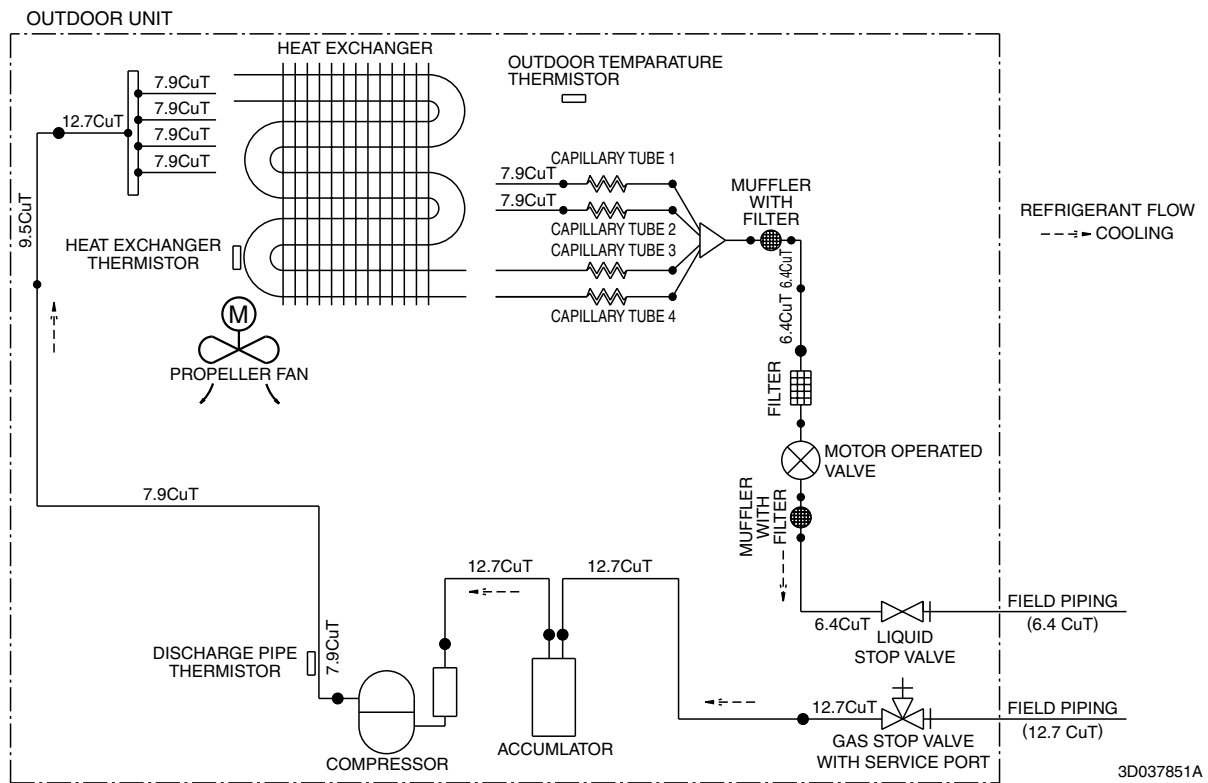 OUTDOOR UNIT
HEAT EXCHANGER
OUTDOOR TEMPARATURE
THERMISTOR
7.9CuT
7.9CuT
7.9CuT
7.9CuT
12.7CuT
9.5CuT
HEAT EXCHANGER
THERMISTOR
M
PROPELLER FAN
CAPILLARY TUBE 1
7.9CuT
7.9CuT
CAPILLARY TUBE 2
CAPILLARY TUBE 3
CAPILLARY TUBE 4
MUFFLER
WITH
FILTER
6.4CuT
6.4CuT
REFRIGERANT FLOW
COOLING
FILTER
MOTOR OPERATED
VALVE
MUFFLER
WITH
FILTER
7.9CuT
12.7CuT
12.7CuT
6.4CuT
LIQUID
STOP VALVE
FIELD PIPING
(6.4 CuT)
DISCHARGE PIPE
THERMISTOR
7.9CuT
COMPRESSOR
ACCUMLATOR
12.7CuT
GAS STOP VALVE
WITH SERVICE PORT
FIELD PIPING
(12.7 CuT)
3D037851A